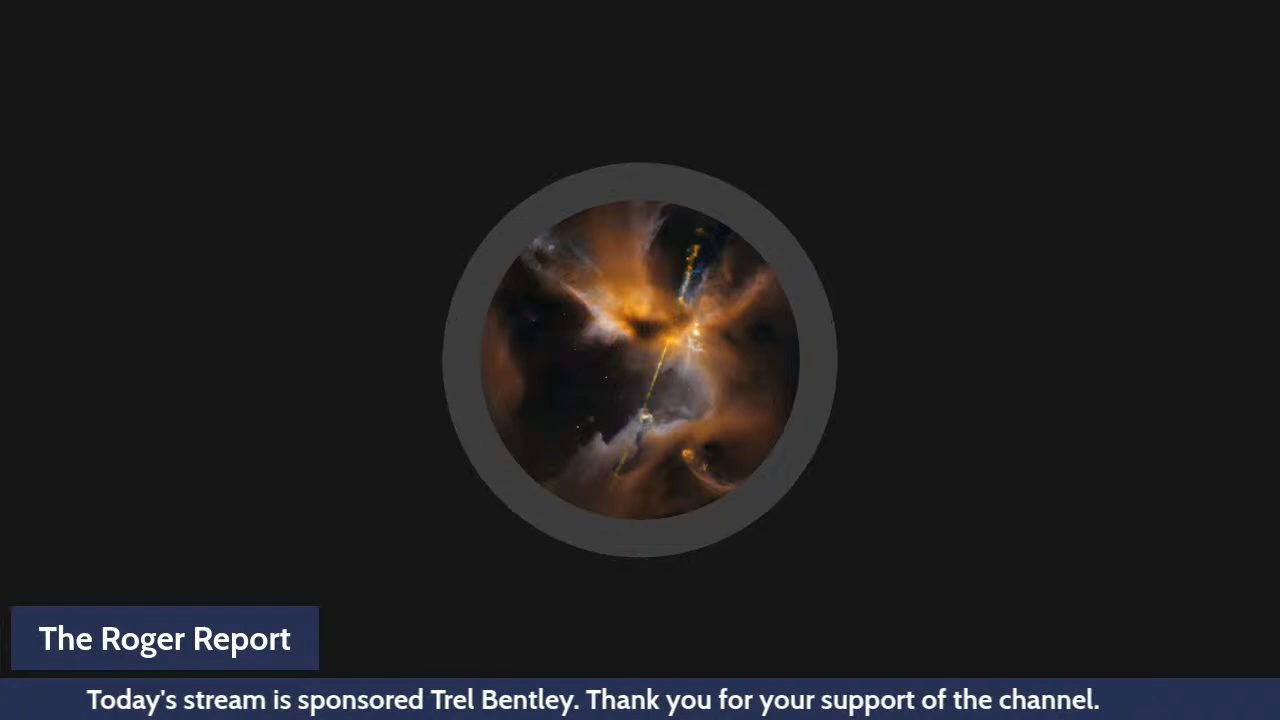 The Roger Report
Today's stream is sponsored Trel Bentley. Thank you for your support of the channel.